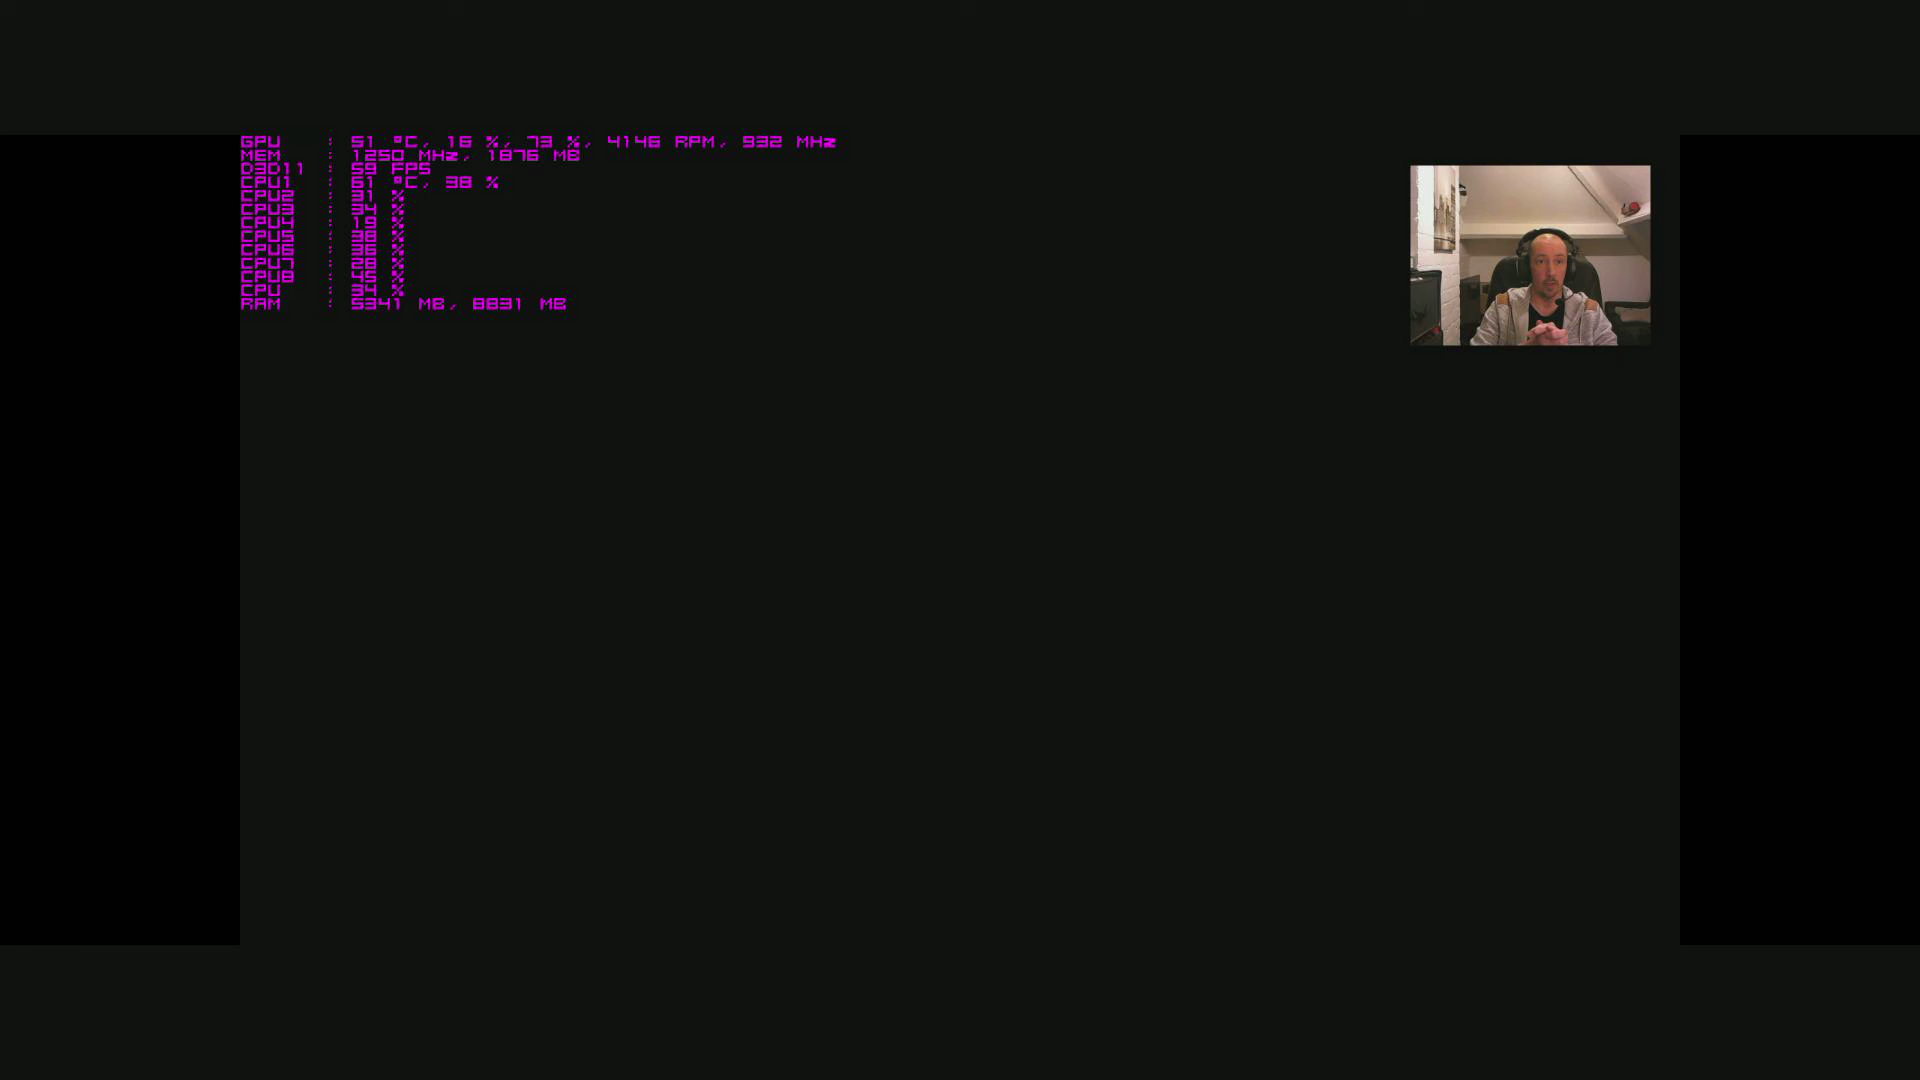 GPU : 51 °C, 16 %, 73 %, 4146 RPM, 932 MHz
MEM : 1250 MHz, 1876 MB
D3D11 : 59 FPS
CPU1 : 61 °C, 38 %
CPU2 : 31 %
CPU3 : 34 %
CPU4 : 19 %
CPU5 : 38 %
CPU6 : 36 %
CPU7 : 28 %
CPU8 : 45 %
CPU : 34 %
RAM : 5341 MB, 8831 MB